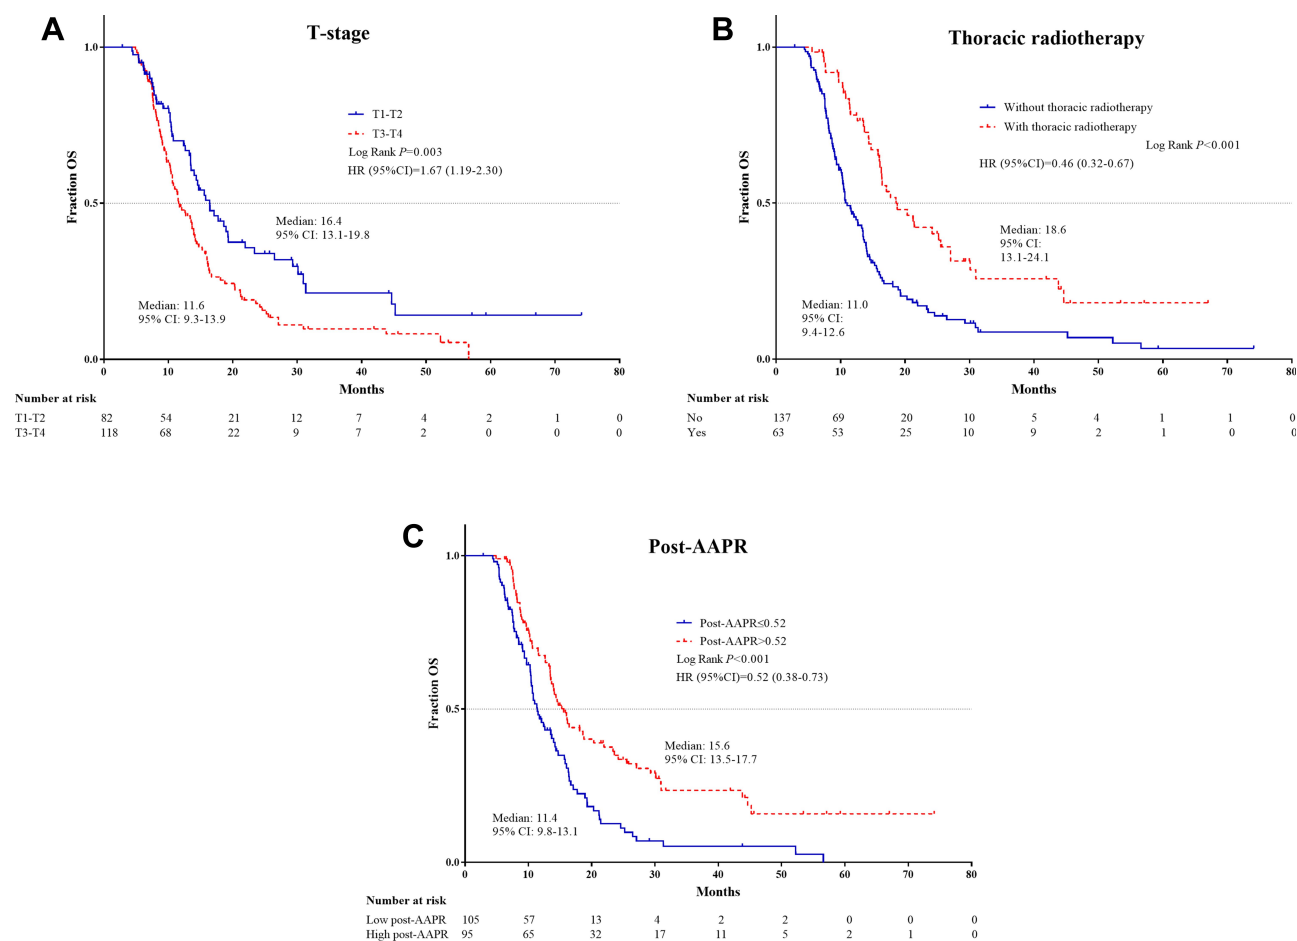 A
T-stage
1.0
0.5
0.0
Fraction OS
T1-T2
T3-T4
Log Rank P=0.003
HR (95%CI)=1.67 (1.19-2.30)
Median: 16.4
95% CI: 13.1-19.8
Median: 11.6
95% CI: 9.3-13.9
0 10 20 30 40 50 60 70 80
Months
Number at risk
T1-T2 82 54 21 12 7 4 2 1 0
T3-T4 118 68 22 9 7 2 0 0 0
B
Thoracic radiotherapy
1.0
0.5
0.0
Fraction OS
Without thoracic radiotherapy
With thoracic radiotherapy
Log Rank P<0.001
HR (95%CI)=0.46 (0.32-0.67)
Median: 18.6
95% CI:
13.1-24.1
Median: 11.0
95% CI:
9.4-12.6
0 10 20 30 40 50 60 70 80
Months
Number at risk
No 137 69 20 10 5 4 1 1 0
Yes 63 53 25 10 9 2 1 0 0
C
Post-AAPR
1.0
0.5
0.0
Fraction OS
Post-AAPR≤0.52
Post-AAPR>0.52
Log Rank P<0.001
HR (95%CI)=0.52 (0.38-0.73)
Median: 15.6
95% CI: 13.5-17.7
Median: 11.4
95% CI: 9.8-13.1
0 10 20 30 40 50 60 70 80
Months
Number at risk
Low post-AAPR 105 57 13 4 2 2 0 0 0
High post-AAPR 95 65 32 17 11 5 2 1 0